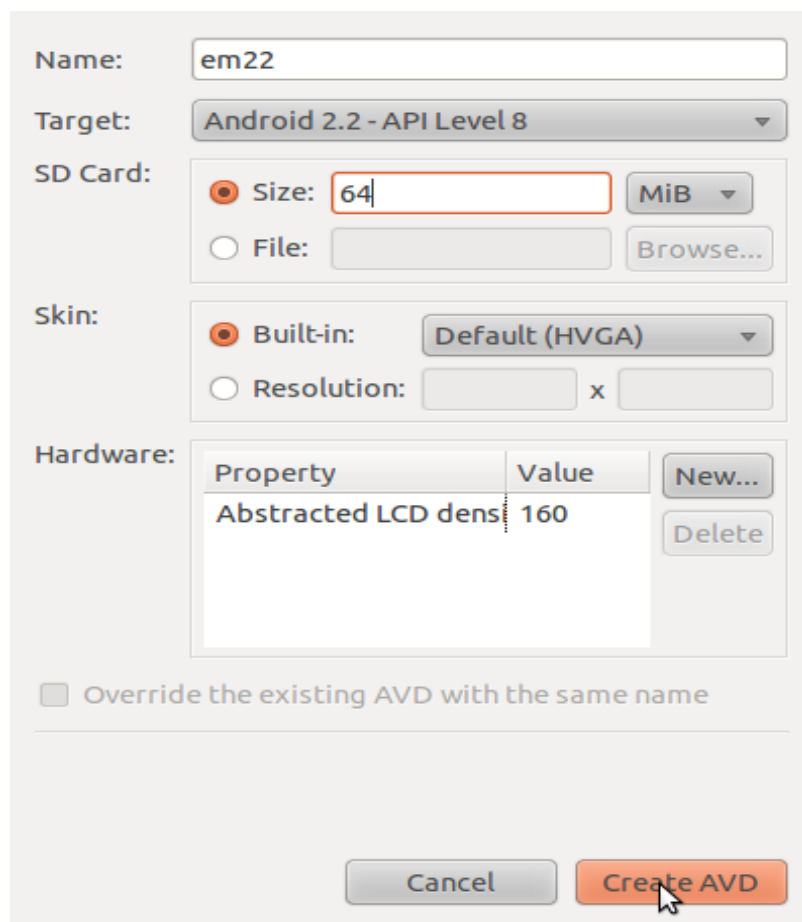 Name: em22
Target: Android 2.2 - API Level 8
SD Card:
Size: 64 MiB
File: Browse...
Skin:
Built-in: Default (HVGA)
Resolution: x
Hardware:
Property Value New...
Abstracted LCD densi 160
Delete
Override the existing AVD with the same name
Cancel Create AVD